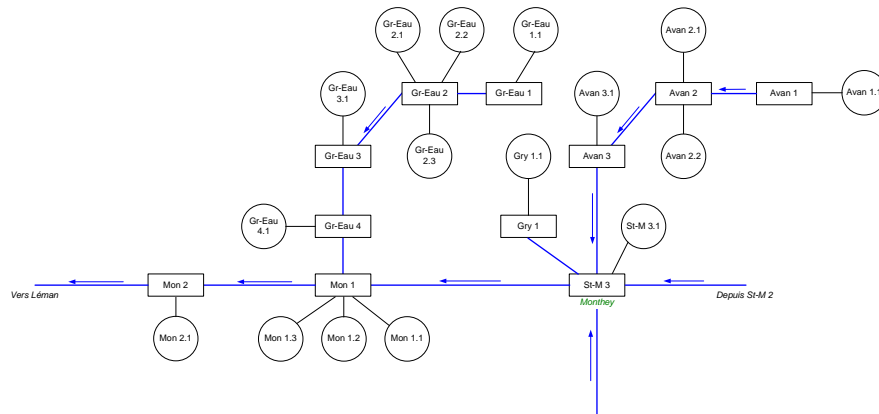 Gr-Eau
2.1
Gr-Eau
2.2
Gr-Eau
1.1
Avan 2.1
Gr-Eau
3.1
Gr-Eau 2
Gr-Eau 1
Avan 3.1
Avan 2
Avan 1
Avan 1.1
Gr-Eau 3
Gr-Eau
2.3
Gry 1.1
Avan 3
Avan 2.2
Gr-Eau
4.1
Gr-Eau 4
Gry 1
St-M 3.1
Vers Léman
Mon 2
Mon 1
St-M 3
Monthey
Depuis St-M 2
Mon 2.1
Mon 1.3
Mon 1.2
Mon 1.1